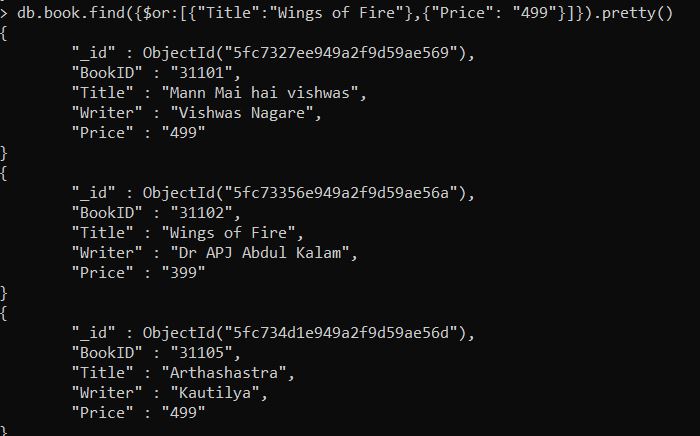 > db.book.find({$or:[{"Title":"Wings of Fire"},{"Price": "499"}]}).pretty()
{
        "_id" : ObjectId("5fc7327ee949a2f9d59ae569"),
        "BookID" : "31101",
        "Title" : "Mann Mai hai vishwas",
        "Writer" : "Vishwas Nagare",
        "Price" : "499"
}
{
        "_id" : ObjectId("5fc73356e949a2f9d59ae56a"),
        "BookID" : "31102",
        "Title" : "Wings of Fire",
        "Writer" : "Dr APJ Abdul Kalam",
        "Price" : "399"
}
{
        "_id" : ObjectId("5fc734d1e949a2f9d59ae56d"),
        "BookID" : "31105",
        "Title" : "Arthashastra",
        "Writer" : "Kautilya",
        "Price" : "499"
}